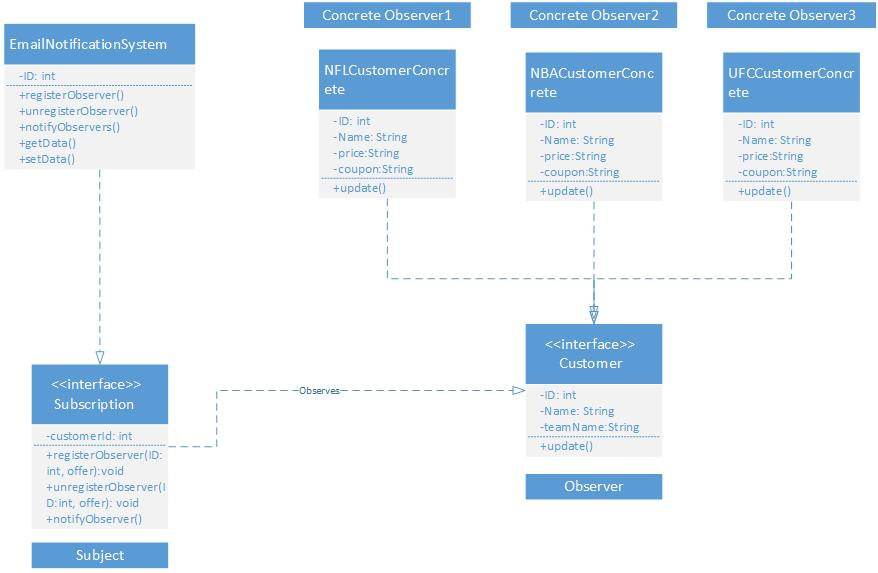 Concrete Observer1
Concrete Observer2
Concrete Observer3
EmailNotificationSystem
-ID: int
+registerObserver()
+unregisterObserver()
+notifyObservers()
+getData()
+setData()
NFLCustomerConcr
ete
-ID: int
-Name: String
-price:String
-coupon:String
+update()
NBACustomerConc
rete
-ID: int
-Name: String
-price:String
-coupon:String
+update()
UFCCustomerConcr
ete
-ID: int
-Name: String
-price:String
-coupon:String
+update()
<<interface>>
Subscription
-customerId: int
+registerObserver(ID:
int, offer):void
+unregisterObserver(I
D:int, offer): void
+notifyObserver()
Subject
Observes
<<interface>>
Customer
-ID: int
-Name: String
-teamName:String
+update()
Observer